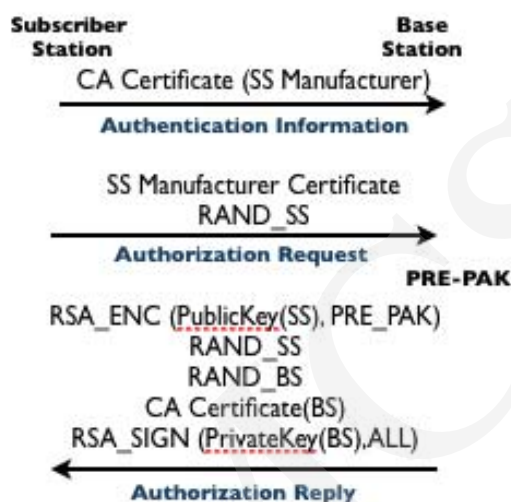 Subscriber Station
Base Station
CA Certificate (SS Manufacturer)
Authentication Information
SS Manufacturer Certificate
RAND_SS
Authorization Request
PRE-PAK
RSA_ENC (PublicKey(SS), PRE_PAK)
RAND_SS
RAND_BS
CA Certificate(BS)
RSA_SIGN (PrivateKey(BS),ALL)
Authorization Reply